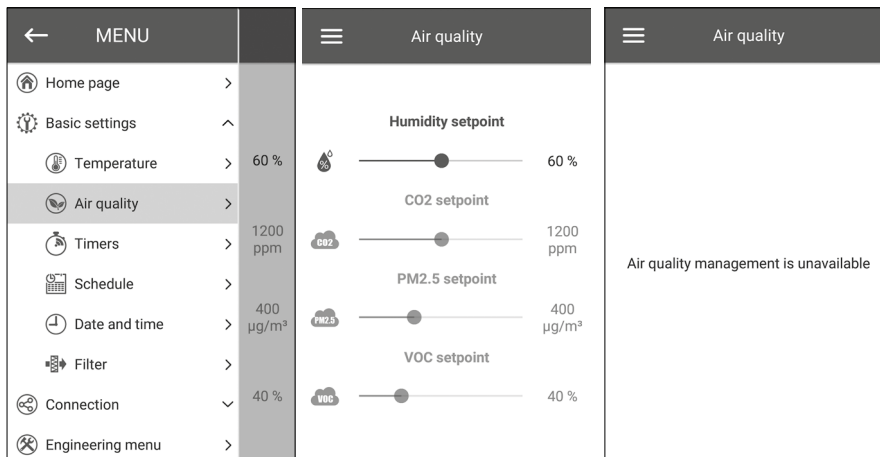 MENU
Home page
Basic settings
Temperature
60 %
Air quality
Timers
1200
ppm
Schedule
400
µg/m³
Date and time
Filter
Connection
40 %
Engineering menu
Air quality
Humidity setpoint
%
60 %
CO2 setpoint
CO2
1200
ppm
PM2.5 setpoint
PM2.5
400
µg/m³
VOC setpoint
VOC
40 %
Air quality
Air quality management is unavailable